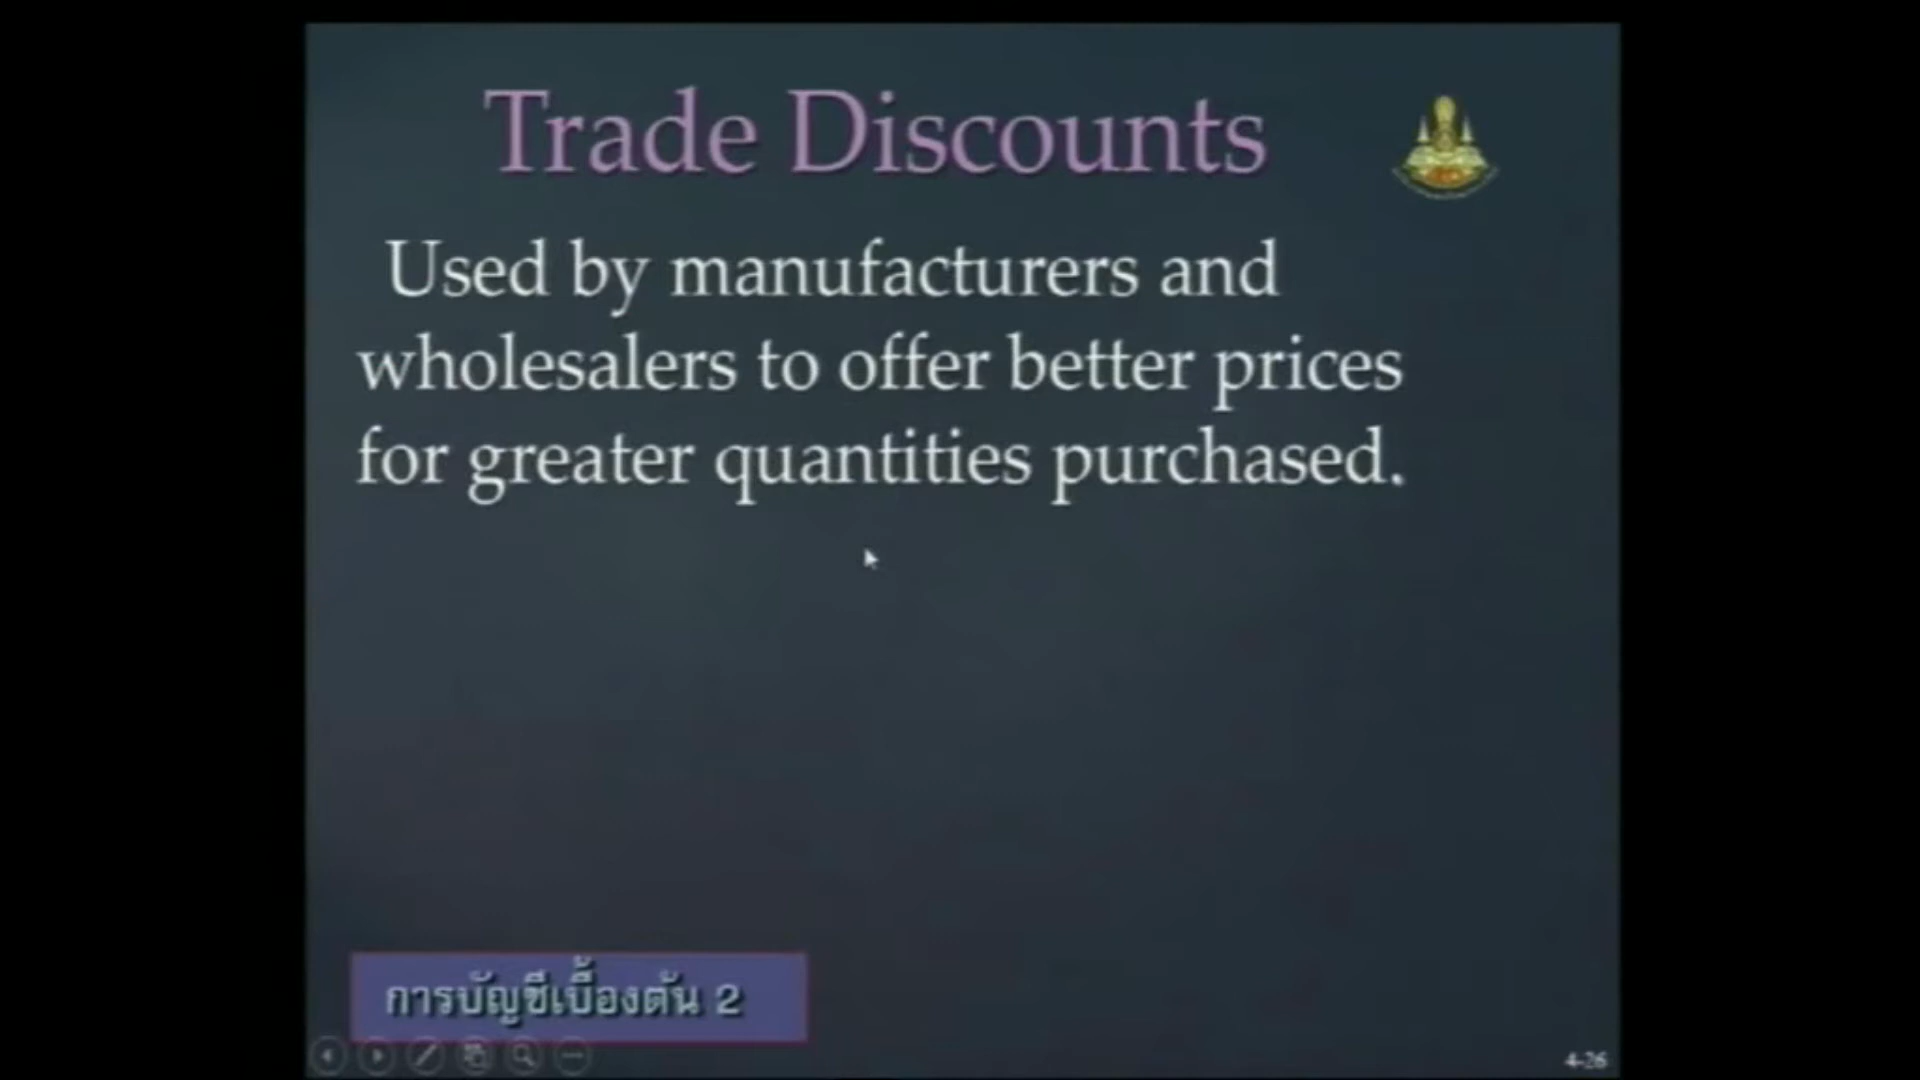 Trade Discounts
Used by manufacturers and
wholesalers to offer better prices
for greater quantities purchased.
การบัญชีเบื้องต้น 2
4-26